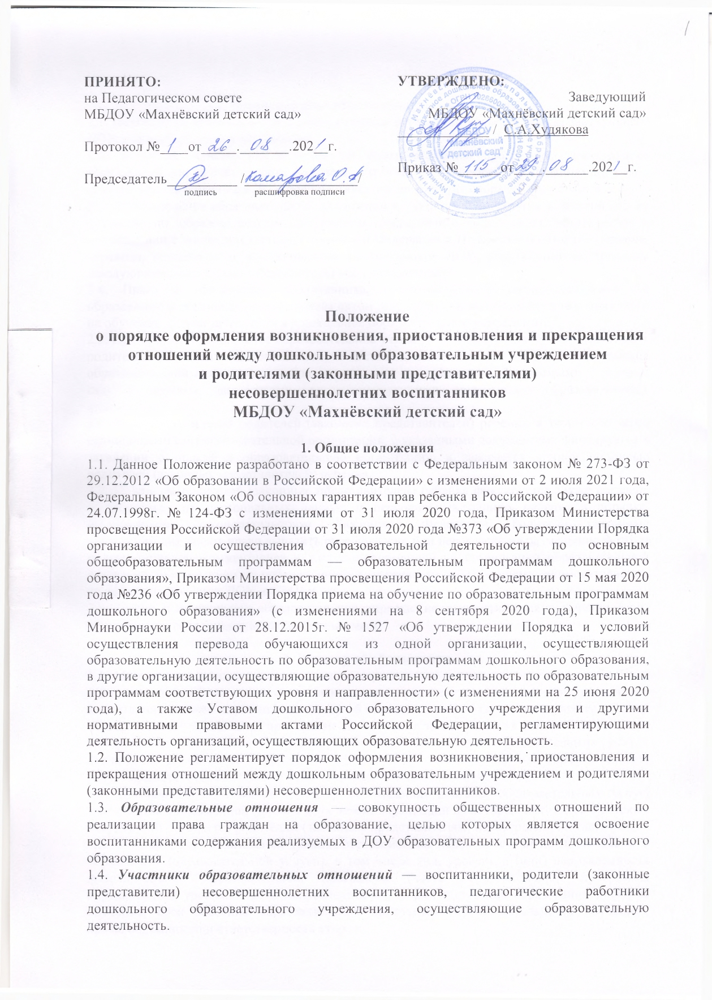 ПРИНЯТО:
на Педагогическом совете
МБДОУ «Махнёвский детский сад»
Протокол № 1 от 26 . 08 .2021 г.
Председатель / Комарова О.А /
подпись расшифровка подписи
УТВЕРЖДЕНО:
Заведующий
МБДОУ «Махнёвский детский сад»
/ С.А.Худякова
Приказ № 115 от 29 . 08 .2021 г.
МБДОУ
"Махнёвский
детский сад"
Положение
о порядке оформления возникновения, приостановления и прекращения
отношений между дошкольным образовательным учреждением
и родителями (законными представителями)
несовершеннолетних воспитанников
МБДОУ «Махнёвский детский сад»
1. Общие положения
1.1. Данное Положение разработано в соответствии с Федеральным законом № 273-ФЗ от
29.12.2012 «Об образовании в Российской Федерации» с изменениями от 2 июля 2021 года,
Федеральным Законом «Об основных гарантиях прав ребенка в Российской Федерации» от
24.07.1998г. № 124-ФЗ с изменениями от 31 июля 2020 года, Приказом Министерства
просвещения Российской Федерации от 31 июля 2020 года №373 «Об утверждении Порядка
организации и осуществления образовательной деятельности по основным
общеобразовательным программам — образовательным программам дошкольного
образования», Приказом Министерства просвещения Российской Федерации от 15 мая 2020
года №236 «Об утверждении Порядка приема на обучение по образовательным программам
дошкольного образования» (с изменениями на 8 сентября 2020 года), Приказом
Минобрнауки России от 28.12.2015г. № 1527 «Об утверждении Порядка и условий
осуществления перевода обучающихся из одной организации, осуществляющей
образовательную деятельность по образовательным программам дошкольного образования,
в другие организации, осуществляющие образовательную деятельность по образовательным
программам соответствующих уровня и направленности» (с изменениями на 25 июня 2020
года), а также Уставом дошкольного образовательного учреждения и другими
нормативными правовыми актами Российской Федерации, регламентирующими
деятельность организаций, осуществляющих образовательную деятельность.
1.2. Положение регламентирует порядок оформления возникновения, приостановления и
прекращения отношений между дошкольным образовательным учреждением и родителями
(законными представителями) несовершеннолетних воспитанников.
1.3. Образовательные отношения — совокупность общественных отношений по
реализации права граждан на образование, целью которых является освоение
воспитанниками содержания реализуемых в ДОУ образовательных программ дошкольного
образования.
1.4. Участники образовательных отношений — воспитанники, родители (законные
представители) несовершеннолетних воспитанников, педагогические работники
дошкольного образовательного учреждения, осуществляющие образовательную
деятельность.